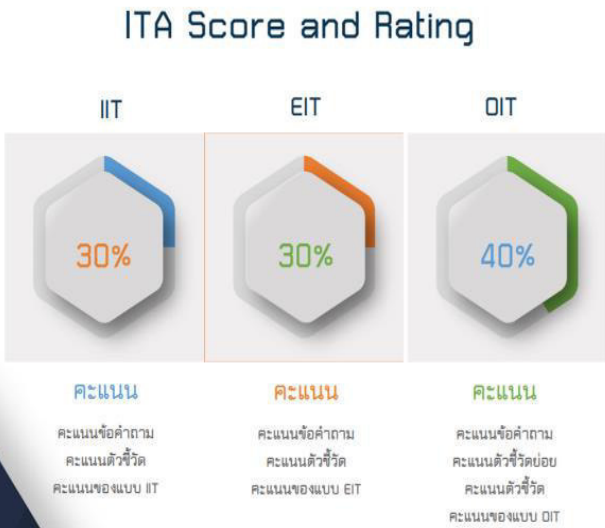 ITA Score and Rating
IIT
30%
คะแนน
คะแนนข้อคำถาม
คะแนนตัวชี้วัด
คะแนนของแบบ IIT
EIT
30%
คะแนน
คะแนนข้อคำถาม
คะแนนตัวชี้วัด
คะแนนของแบบ EIT
OIT
40%
คะแนน
คะแนนข้อคำถาม
คะแนนตัวชี้วัดย่อย
คะแนนตัวชี้วัด
คะแนนของแบบ OIT